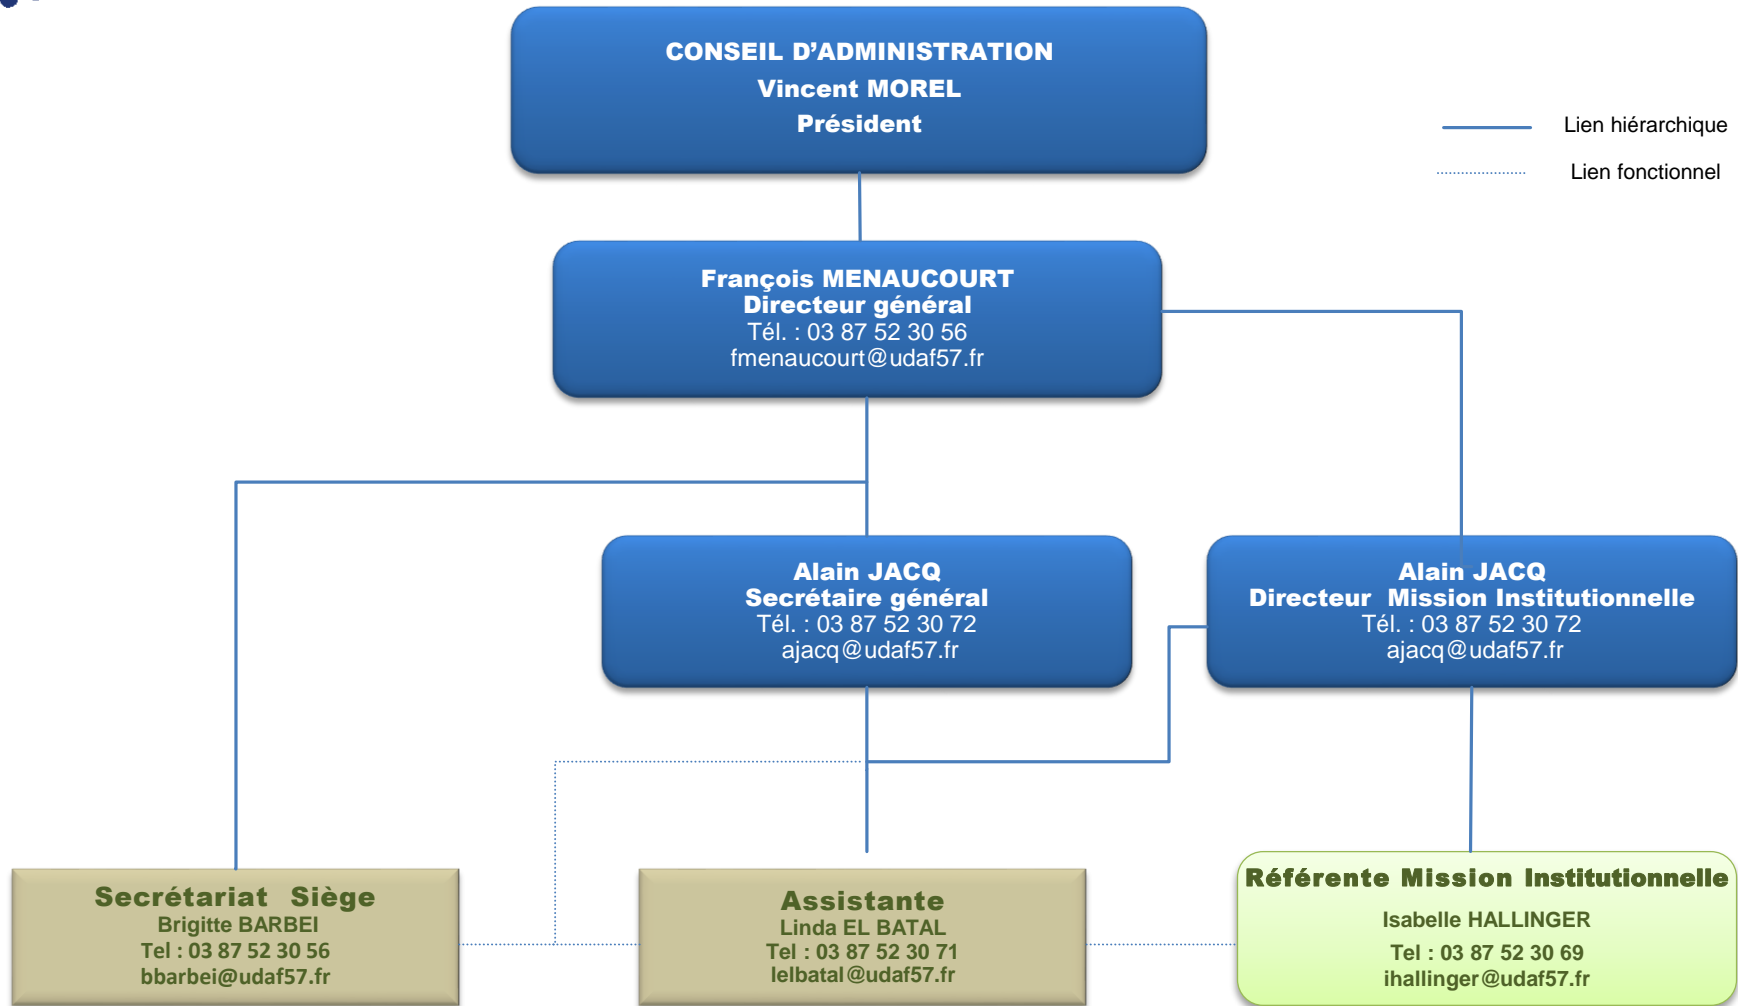 CONSEIL D’ADMINISTRATION
Vincent MOREL
Président
Lien hiérarchique
Lien fonctionnel
François MENAUCOURT
Directeur général
Tél. : 03 87 52 30 56
fmenaucourt@udaf57.fr
Alain JACQ
Secrétaire général
Tél. : 03 87 52 30 72
ajacq@udaf57.fr
Alain JACQ
Directeur Mission Institutionnelle
Tél. : 03 87 52 30 72
ajacq@udaf57.fr
Secrétariat Siège
Brigitte BARBEI
Tel : 03 87 52 30 56
bbarbei@udaf57.fr
Assistante
Linda EL BATAL
Tel : 03 87 52 30 71
lelbatal@udaf57.fr
Référente Mission Institutionnelle
Isabelle HALLINGER
Tel : 03 87 52 30 69
ihallinger@udaf57.fr